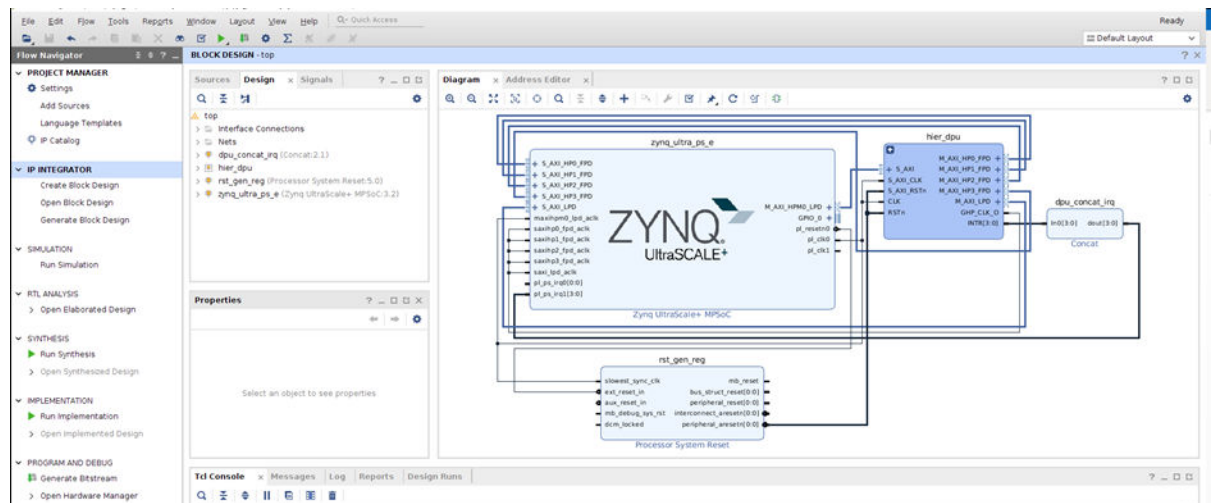 File Edit Flow Tools Reports Window Layout View Help Quick Access Ready
Default Layout
Flow Navigator
PROJECT MANAGER
Settings
Add Sources
Language Templates
IP Catalog
IP INTEGRATOR
Create Block Design
Open Block Design
Generate Block Design
SIMULATION
Run Simulation
RTL ANALYSIS
Open Elaborated Design
SYNTHESIS
Run Synthesis
Open Synthesized Design
IMPLEMENTATION
Run Implementation
Open Implemented Design
PROGRAM AND DEBUG
Generate Bitstream
Open Hardware Manager
BLOCK DESIGN - top
Sources Design Signals
top
Interface Connections
Nets
dpu_concat_irq (Concat:2.1)
hier_dpu
rst_gen_reg (Processor System Reset:5.0)
zynq_ultra_ps_e (Zynq UltraScale+ MPSoC:3.2)
Properties
Select an object to see properties
Diagram Address Editor
zynq_ultra_ps_e
S_AXI_HP0_FPD
S_AXI_HP1_FPD
S_AXI_HP2_FPD
S_AXI_HP3_FPD
S_AXI_LPD
maxihpm0_lpd_aclk
saxihp0_fpd_aclk
saxihp1_fpd_aclk
saxihp2_fpd_aclk
saxihp3_fpd_aclk
saxi_lpd_aclk
pl_ps_irq0[0:0]
pl_ps_irq1[3:0]
ZYNQ
UltraSCALE+
M_AXI_HPM0_LPD
GPIO_0
pl_resetn0
pl_clk0
pl_clk1
Zynq UltraScale+ MPSoC
hier_dpu
S_AXI
S_AXI_CLK
S_AXI_RSTn
CLK
RSTn
M_AXI_HP0_FPD
M_AXI_HP1_FPD
M_AXI_HP2_FPD
M_AXI_HP3_FPD
M_AXI_LPD
GHP_CLK_O
INTR[3:0]
dpu_concat_irq
In0[3:0] dout[3:0]
Concat
rst_gen_reg
slowest_sync_clk
ext_reset_in
aux_reset_in
mb_debug_sys_rst
dcm_locked
mb_reset
bus_struct_reset[0:0]
peripheral_reset[0:0]
interconnect_aresetn[0:0]
peripheral_aresetn[0:0]
Processor System Reset
Tcl Console Messages Log Reports Design Runs